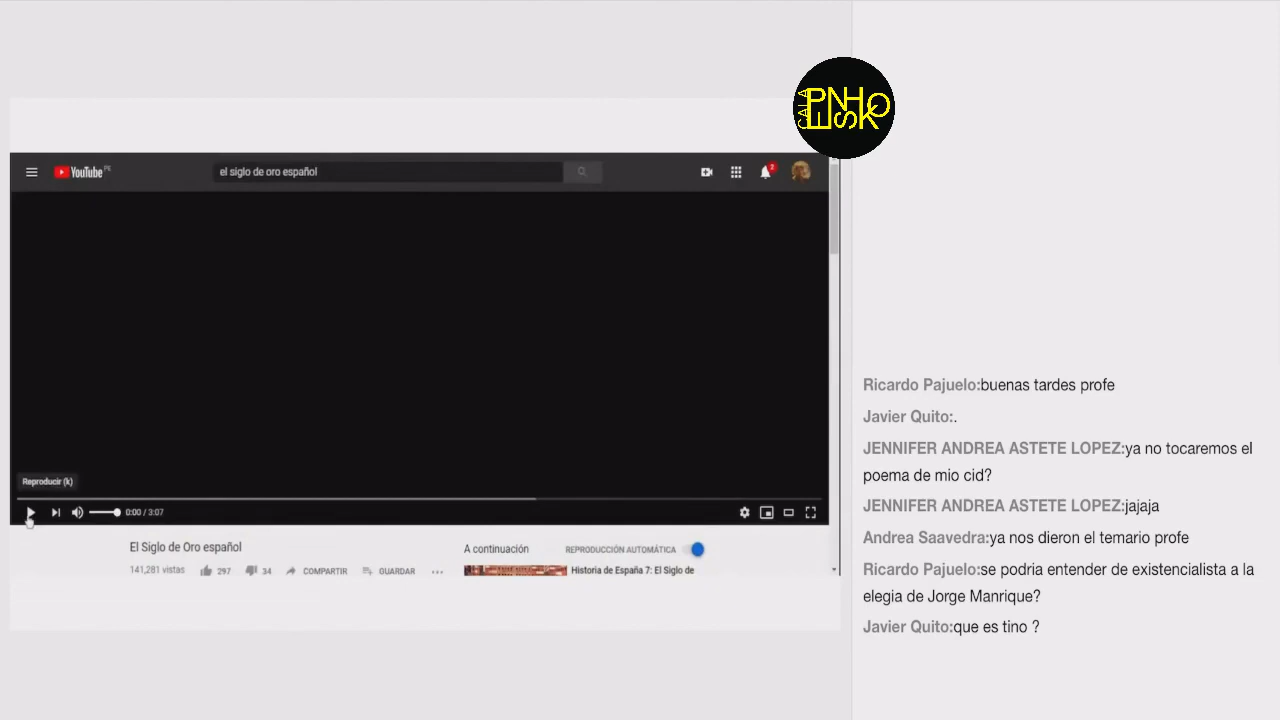 CALA
PENHOSK
YouTube PE
el siglo de oro español
2
Reproducir (k)
0:00 / 3:07
El Siglo de Oro español
141,281 vistas
297
34
COMPARTIR
GUARDAR
A continuación
REPRODUCCIÓN AUTOMÁTICA
Historia de España 7: El Siglo de
Ricardo Pajuelo:buenas tardes profe
Javier Quito:.
JENNIFER ANDREA ASTETE LOPEZ:ya no tocaremos el
poema de mio cid?
JENNIFER ANDREA ASTETE LOPEZ:jajaja
Andrea Saavedra:ya nos dieron el temario profe
Ricardo Pajuelo:se podria entender de existencialista a la
elegia de Jorge Manrique?
Javier Quito:que es tino ?